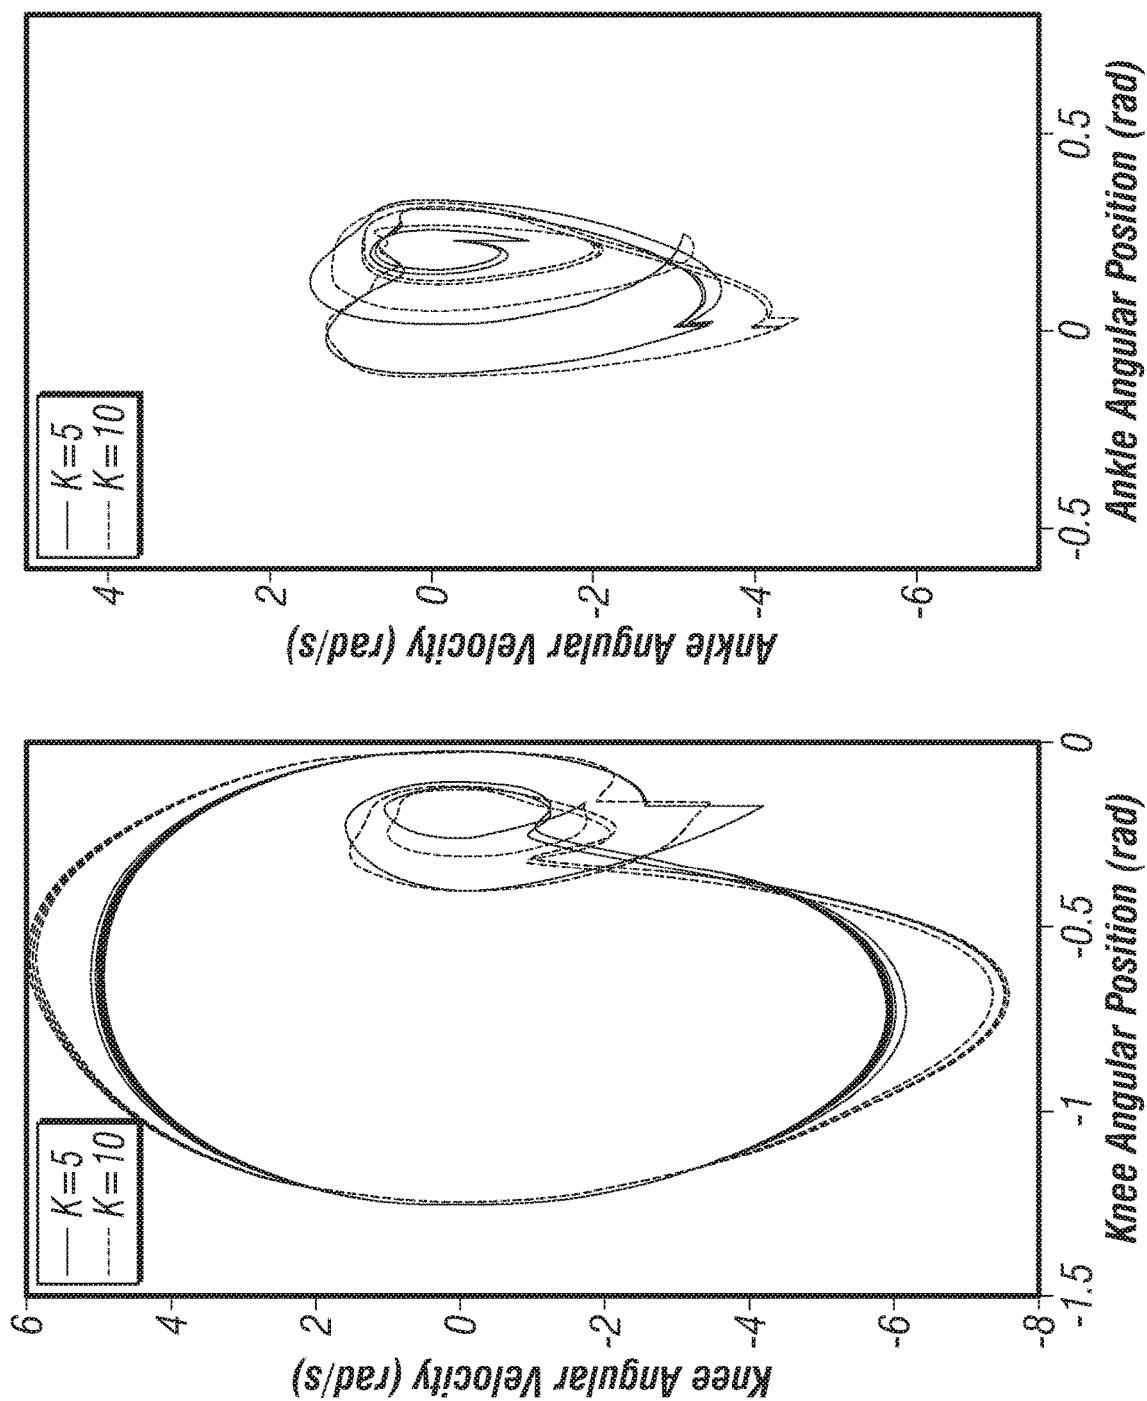 K=5
K=10
6
4
2
-0
-2
-4
-6
-8
Knee Angular Velocity (rad/s)
-1.5
-1
-0.5
0
Knee Angular Position (rad)
K=5
K=10
4
2
0
-2
-4
-6
Ankle Angular Velocity (rad/s)
-0.5
0
0.5
Ankle Angular Position (rad)